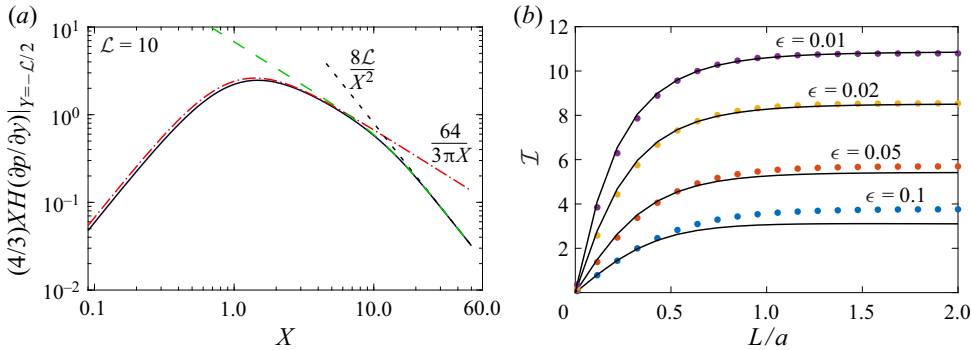 (a)
(b)
(4/3)XH(∂p/∂y)|Y=−ℒ/2
10¹
10⁰
10⁻¹
10⁻²
ℒ = 10
8ℒ/X²
64/3πX
0.1 1.0 10.0 60.0
X
ℐ
12
10
8
6
4
2
ϵ = 0.01
ϵ = 0.02
ϵ = 0.05
ϵ = 0.1
0 0.5 1.0 1.5 2.0
L/a